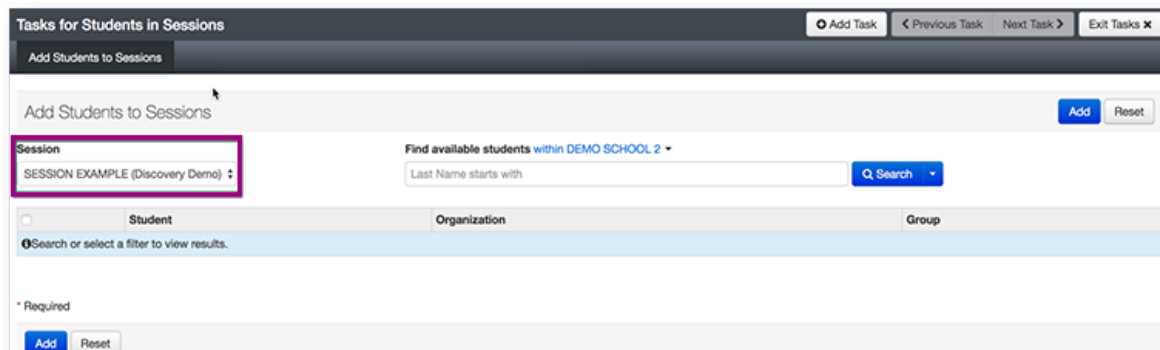 Tasks for Students in Sessions
Add Task
Previous Task
Next Task
Exit Tasks x
Add Students to Sessions
Add Students to Sessions
Add
Reset
Session
Find available students within DEMO SCHOOL 2
SESSION EXAMPLE (Discovery Demo)
Last Name starts with
Search
Student
Organization
Group
Search or select a filter to view results.
* Required
Add
Reset